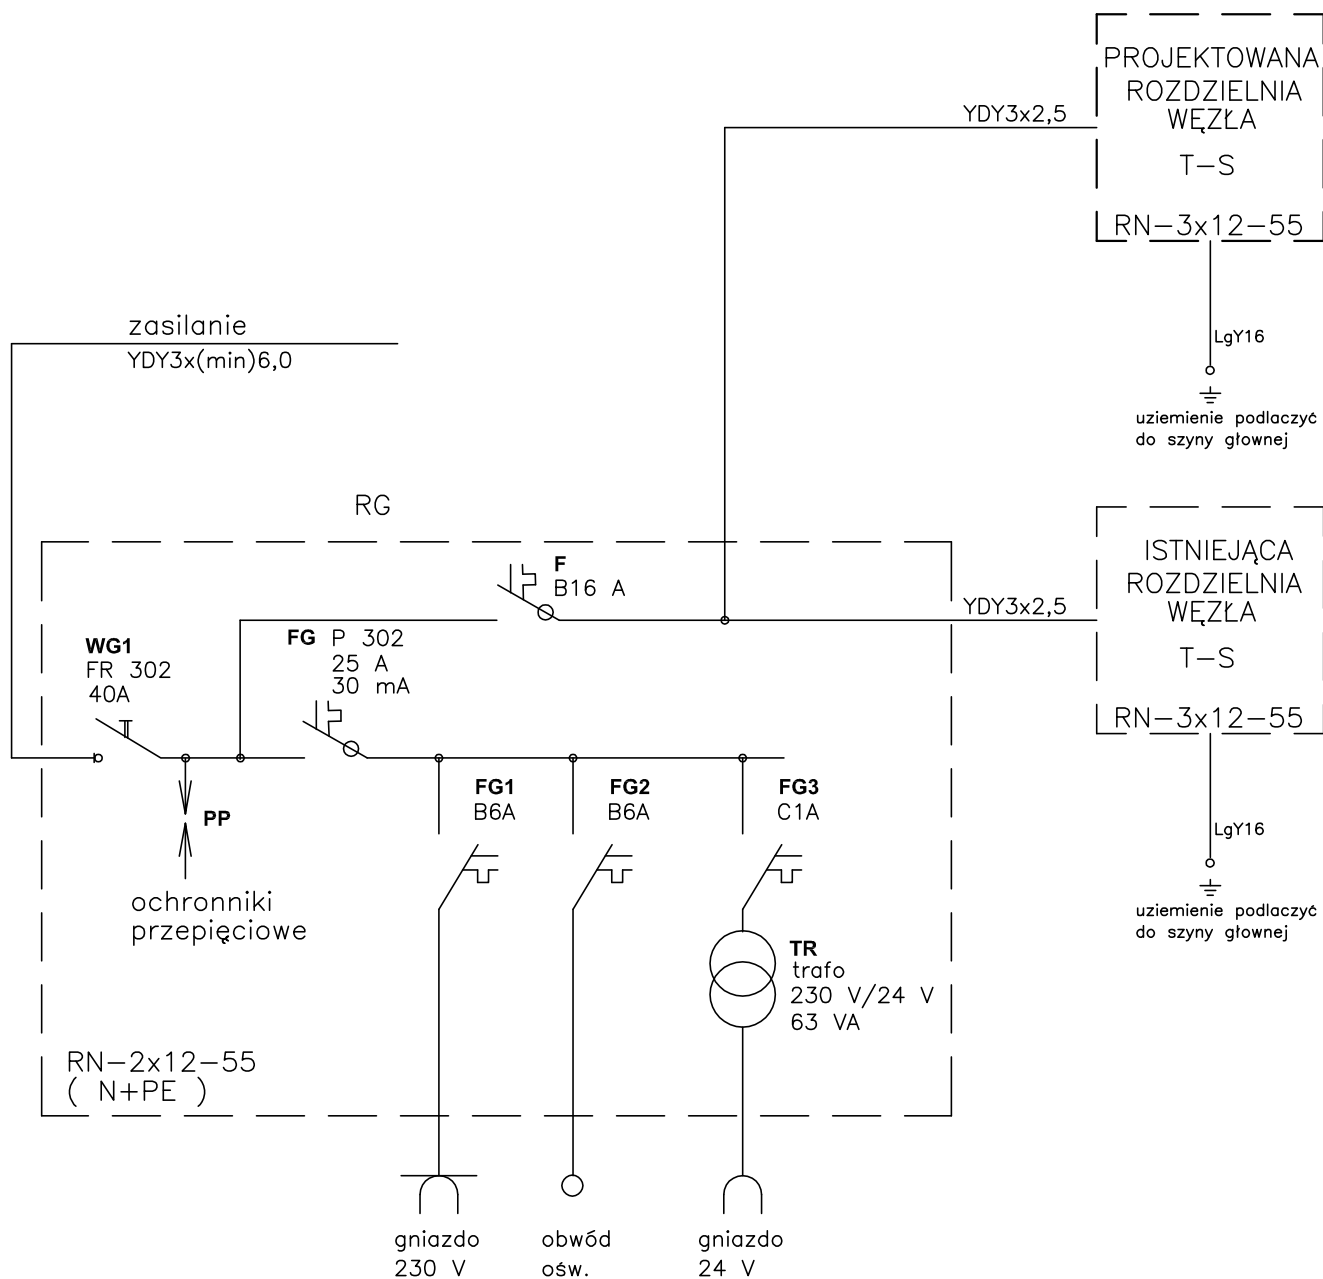 PROJEKTOWANA
ROZDZIELNIA
WĘZŁA
T-S
RN-3x12-55
YDY3x2,5
LgY16
uziemienie podlaczyć
do szyny głownej
zasilanie
YDY3x(min)6,0
RG
ISTNIEJĄCA
ROZDZIELNIA
WĘZŁA
T-S
RN-3x12-55
YDY3x2,5
LgY16
uziemienie podlaczyć
do szyny głownej
F
B16 A
FG P 302
25 A
30 mA
WG1
FR 302
40A
PP
ochronniki
przepięciowe
FG1
B6A
FG2
B6A
FG3
C1A
TR
trafo
230 V/24 V
63 VA
RN-2x12-55
( N+PE )
gniazdo
230 V
obwód
ośw.
gniazdo
24 V